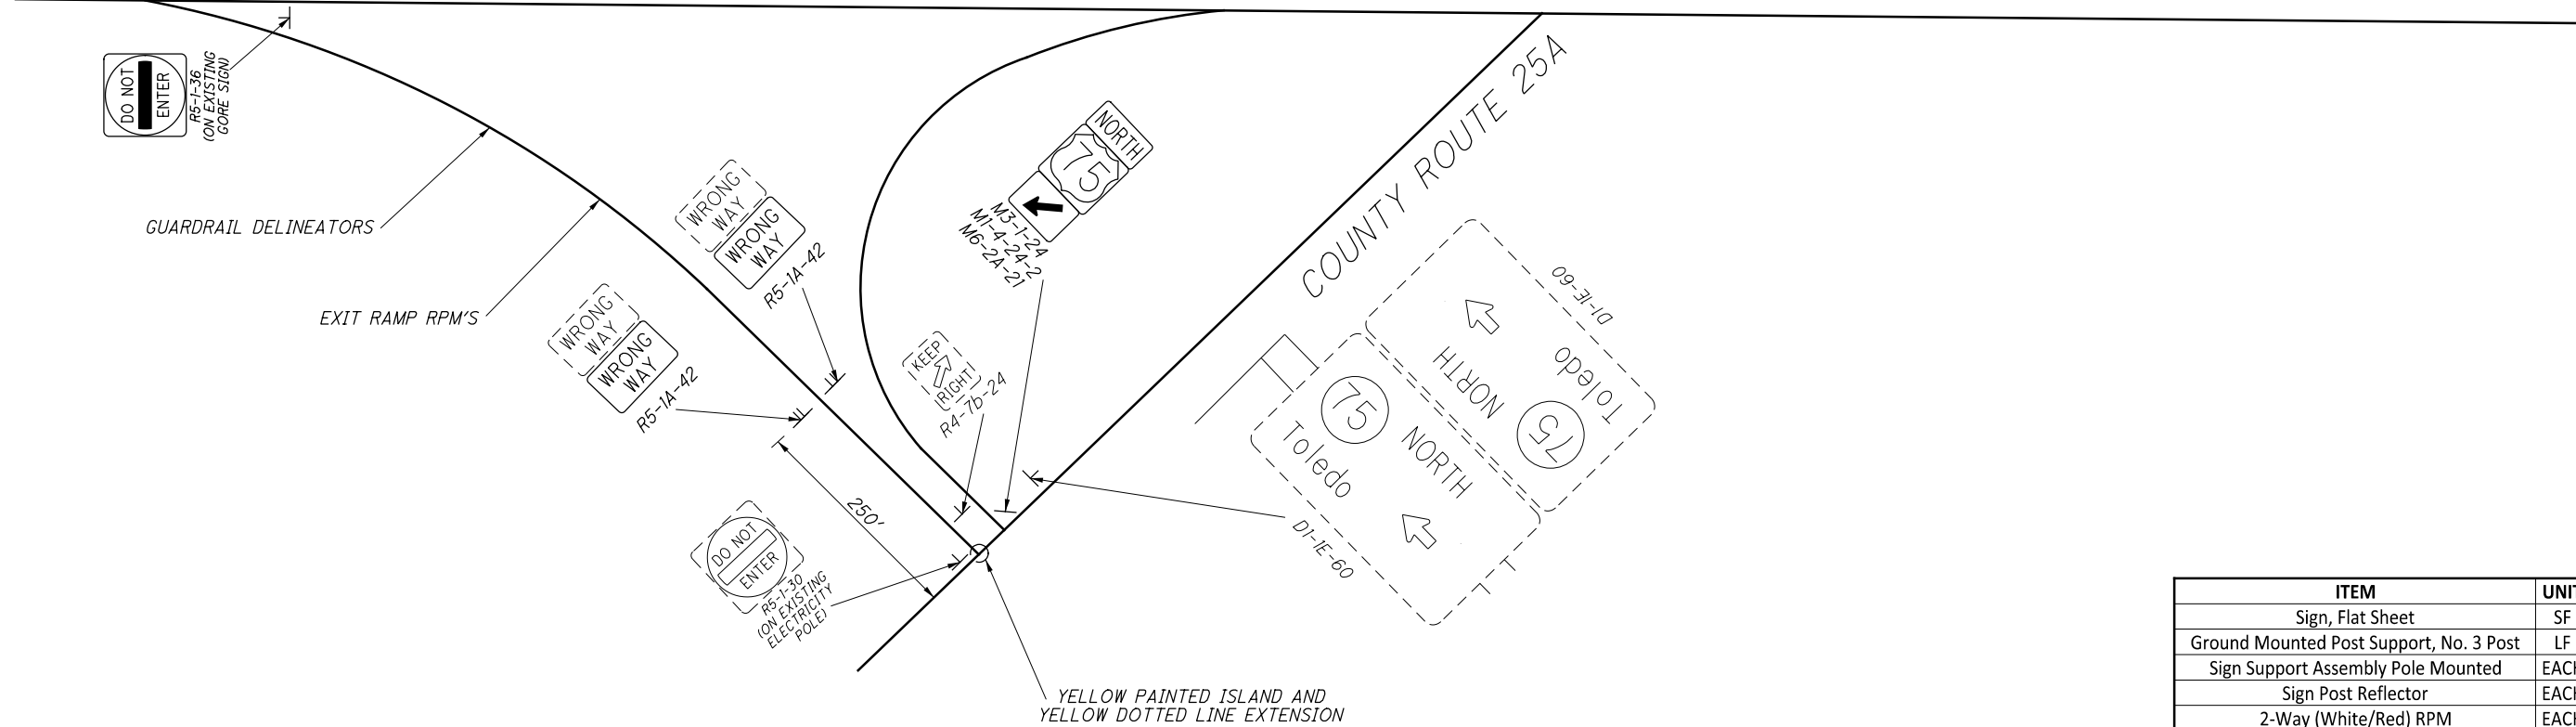 DO NOT
ENTER
R5-1-36
(ON EXISTING
GORE SIGN)
GUARDRAIL DELINEATORS
EXIT RAMP RPM'S
WRONG
WAY
WRONG
WAY
R5-1A-42
WRONG
WAY
WRONG
WAY
R5-1A-42
NORTH
75
M3-1-24
M1-4-24-2
M6-2A-21
KEEP
RIGHT
R4-7b-24
COUNTY ROUTE 25A
D1-1E-60
Toledo
NORTH
75
75
NORTH
Toledo
D1-1E-60
250'
DO NOT
ENTER
R5-1-30
(ON EXISTING
ELECTRICITY
POLE)
YELLOW PAINTED ISLAND AND
YELLOW DOTTED LINE EXTENSION
ITEM UNIT
Sign, Flat Sheet SF
Ground Mounted Post Support, No. 3 Post LF
Sign Support Assembly Pole Mounted EACH
Sign Post Reflector EACH
2-Way (White/Red) RPM EACH